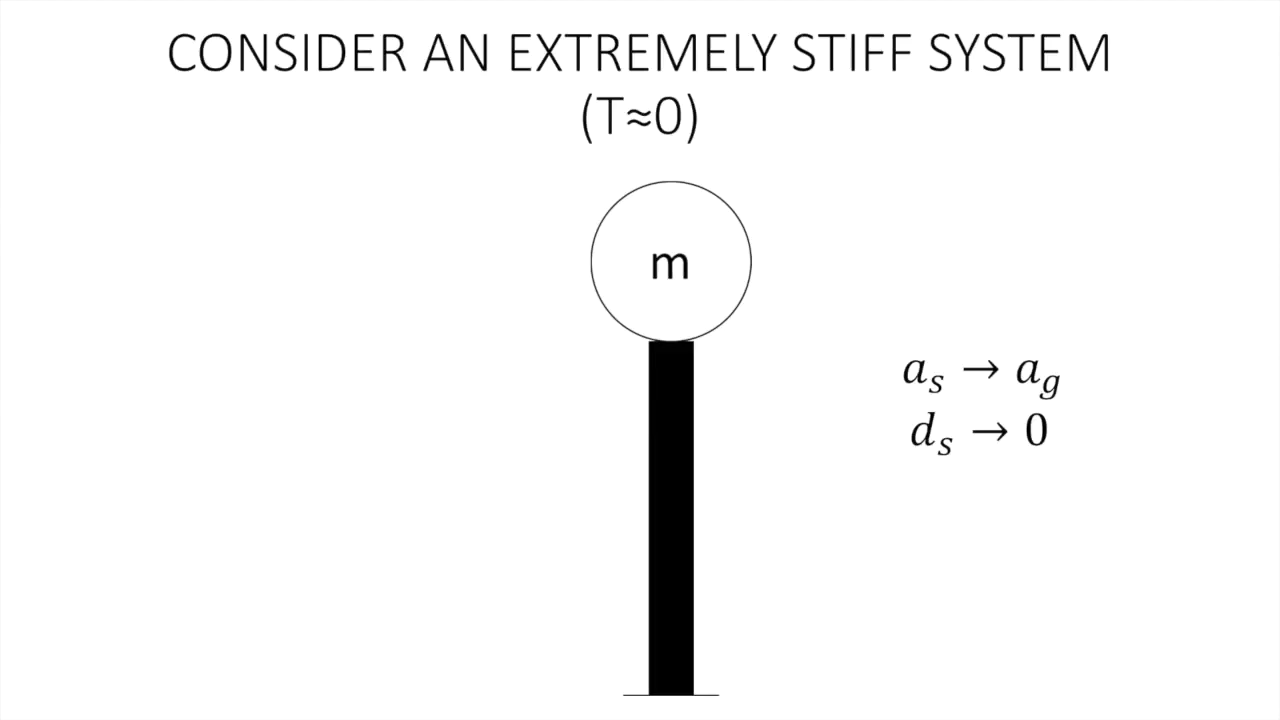 CONSIDER AN EXTREMELY STIFF SYSTEM
(T≈0)
m
a_s → a_g
d_s → 0